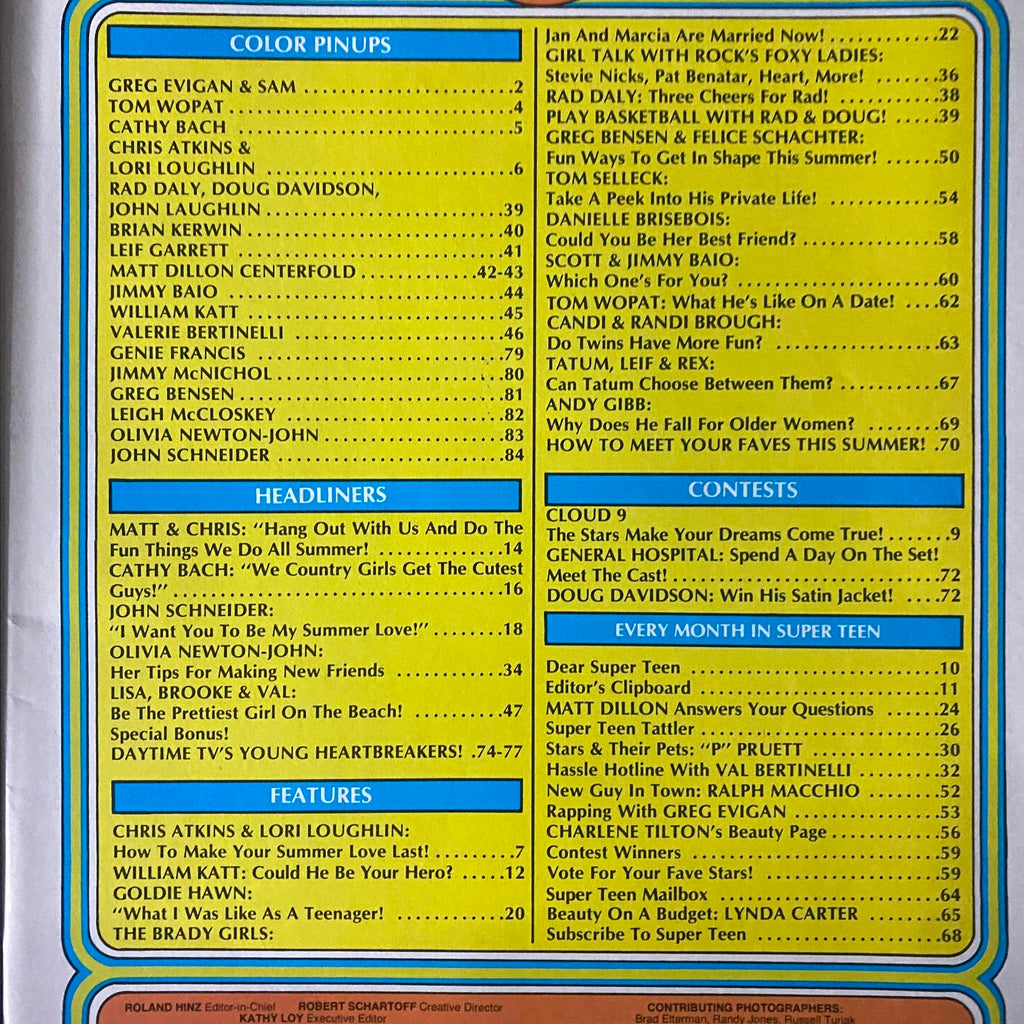 COLOR PINUPS
GREG EVIGAN & SAM ........................2
TOM WOPAT ................................4
CATHY BACH ...............................5
CHRIS ATKINS &
LORI LOUGHLIN ............................6
RAD DALY, DOUG DAVIDSON,
JOHN LAUGHLIN ...........................39
BRIAN KERWIN ............................40
LEIF GARRETT ............................41
MATT DILLON CENTERFOLD ..............42-43
JIMMY BAIO ..............................44
WILLIAM KATT ............................45
VALERIE BERTINELLI ......................46
GENIE FRANCIS ...........................79
JIMMY McNICHOL ..........................80
GREG BENSEN .............................81
LEIGH McCLOSKEY .........................82
OLIVIA NEWTON-JOHN ......................83
JOHN SCHNEIDER ..........................84
HEADLINERS
MATT & CHRIS: “Hang Out With Us And Do The
Fun Things We Do All Summer! .............14
CATHY BACH: “We Country Girls Get The Cutest
Guys!” ...................................16
JOHN SCHNEIDER:
“I Want You To Be My Summer Love!” ........18
OLIVIA NEWTON-JOHN:
Her Tips For Making New Friends ..........34
LISA, BROOKE & VAL:
Be The Prettiest Girl On The Beach! ..........47
Special Bonus!
DAYTIME TV’S YOUNG HEARTBREAKERS! .74-77
FEATURES
CHRIS ATKINS & LORI LOUGHLIN:
How To Make Your Summer Love Last! .........7
WILLIAM KATT: Could He Be Your Hero? .....12
GOLDIE HAWN:
“What I Was Like As A Teenager! ...........20
THE BRADY GIRLS:
Jan And Marcia Are Married Now! ............22
GIRL TALK WITH ROCK’S FOXY LADIES:
Stevie Nicks, Pat Benatar, Heart, More! .......36
RAD DALY: Three Cheers For Rad! ...........38
PLAY BASKETBALL WITH RAD & DOUG! .....39
GREG BENSEN & FELICE SCHACHTER:
Fun Ways To Get In Shape This Summer! ......50
TOM SELLECK:
Take A Peek Into His Private Life! ............54
DANIELLE BRISEBOIS:
Could You Be Her Best Friend? ...............58
SCOTT & JIMMY BAIO:
Which One’s For You? .......................60
TOM WOPAT: What He’s Like On A Date! ....62
CANDI & RANDI BROUGH:
Do Twins Have More Fun? ...................63
TATUM, LEIF & REX:
Can Tatum Choose Between Them? ...........67
ANDY GIBB:
Why Does He Fall For Older Women? ........69
HOW TO MEET YOUR FAVES THIS SUMMER! .70
CONTESTS
CLOUD 9
The Stars Make Your Dreams Come True! .......9
GENERAL HOSPITAL: Spend A Day On The Set!
Meet The Cast! ..............................72
DOUG DAVIDSON: Win His Satin Jacket! ....72
EVERY MONTH IN SUPER TEEN
Dear Super Teen ............................10
Editor’s Clipboard ..........................11
MATT DILLON Answers Your Questions ......24
Super Teen Tattler ..........................26
Stars & Their Pets: “P” PRUETT ..............30
Hassle Hotline With VAL BERTINELLI .........32
New Guy In Town: RALPH MACCHIO ........52
Rapping With GREG EVIGAN ................53
CHARLENE TILTON’s Beauty Page ............56
Contest Winners ............................59
Vote For Your Fave Stars! ....................59
Super Teen Mailbox .........................64
Beauty On A Budget: LYNDA CARTER ........65
Subscribe To Super Teen .....................68
ROLAND HINZ Editor-in-Chief ROBERT SCHARTOFF Creative Director
KATHY LOY Executive Editor
CONTRIBUTING PHOTOGRAPHERS:
Brad Elterman, Randy Jones, Russell Turiak